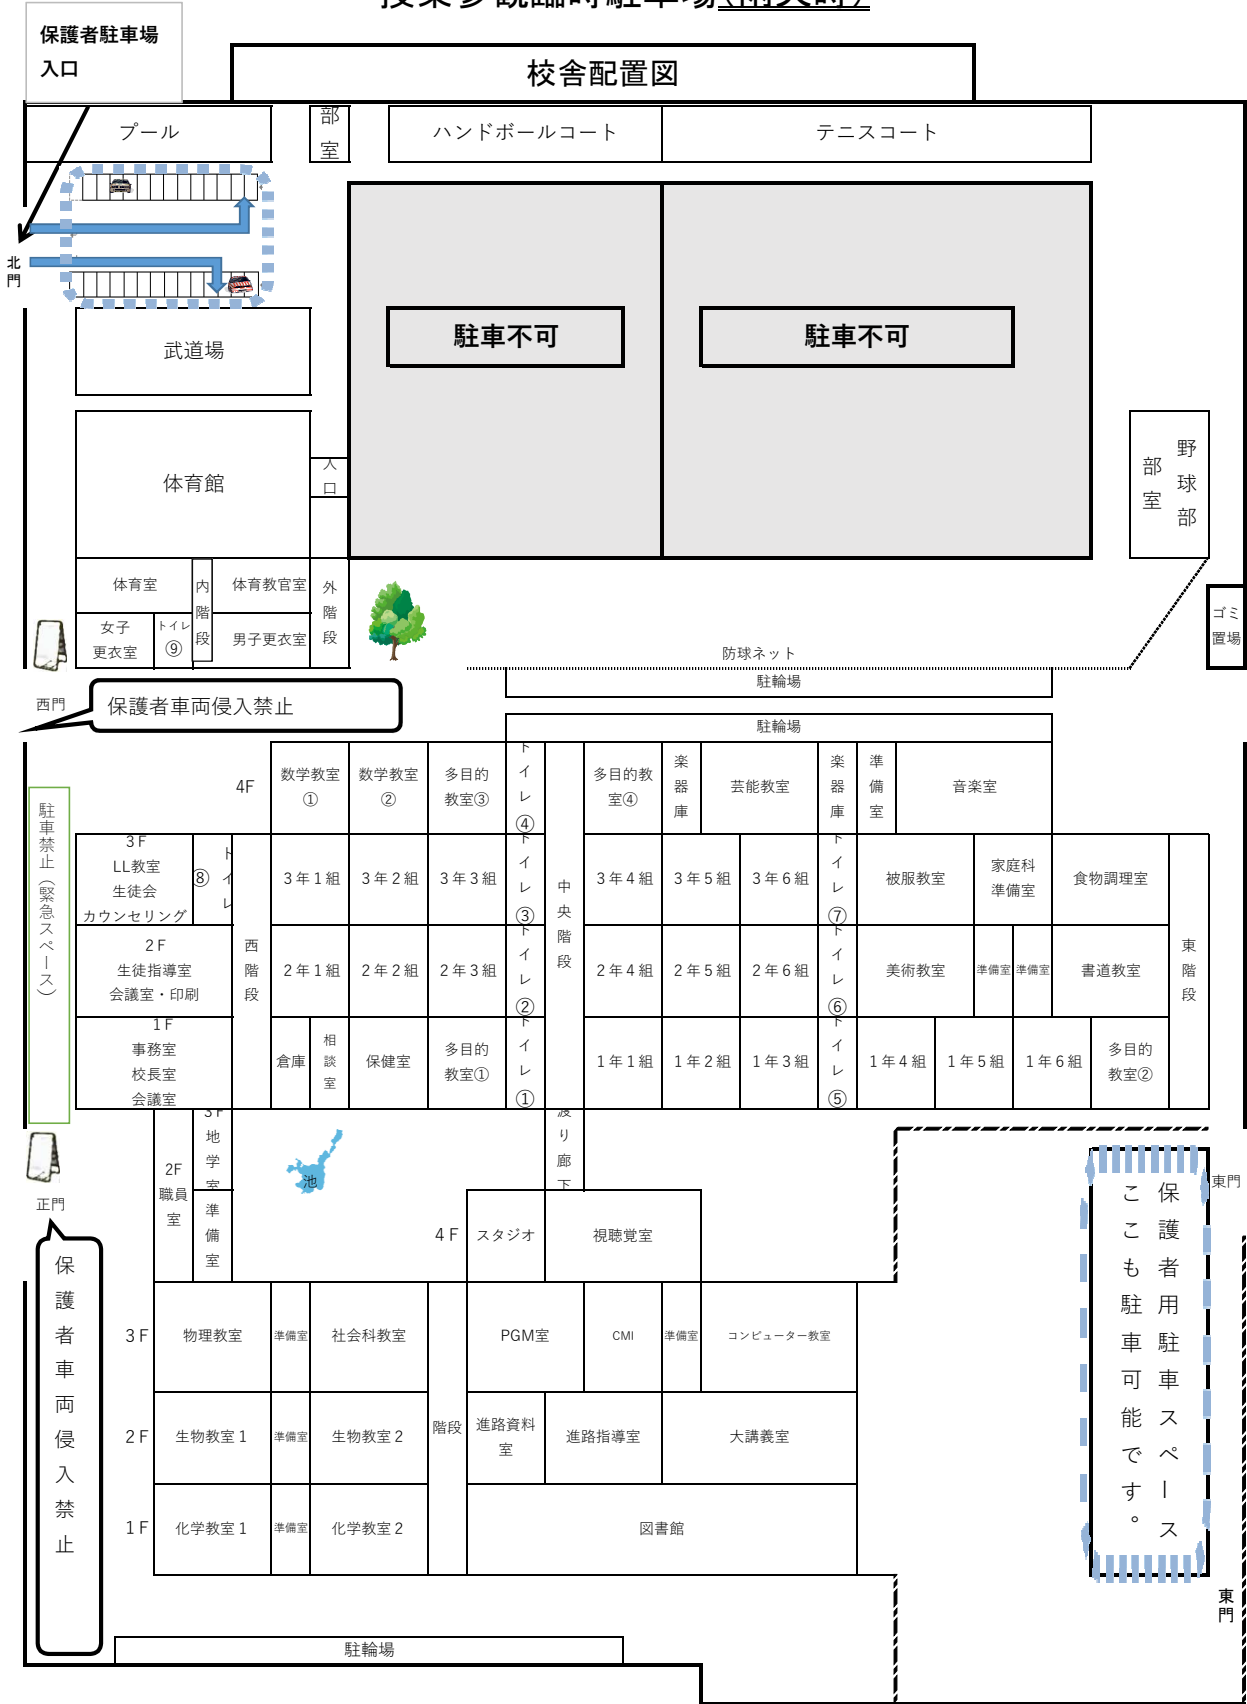 授業参観臨時駐車場(雨天時)
保護者駐車場
入口
校舎配置図
プール
部室
ハンドボールコート
テニスコート
北門
駐車不可
駐車不可
武道場
体育館
入口
野球部
部室
体育室
内階段
体育教官室
外階段
女子
更衣室
トイレ
⑨
男子更衣室
ゴミ
置場
防球ネット
駐輪場
西門
保護者車両侵入禁止
駐輪場
4F
数学教室
①
数学教室
②
多目的
教室③
トイレ④
多目的教
室④
楽器庫
芸能教室
楽器庫
準備室
音楽室
駐車禁止(緊急スペース)
3F
LL教室
生徒会
カウンセリング
トイレ
⑧
西階段
3年1組
3年2組
3年3組
トイレ③
中央階段
3年4組
3年5組
3年6組
トイレ⑦
被服教室
家庭科
準備室
食物調理室
東階段
2F
生徒指導室
会議室・印刷
2年1組
2年2組
2年3組
トイレ②
2年4組
2年5組
2年6組
トイレ⑥
美術教室
準備室
準備室
書道教室
1F
事務室
校長室
会議室
倉庫
相談室
保健室
多目的
教室①
トイレ①
1年1組
1年2組
1年3組
トイレ⑤
1年4組
1年5組
1年6組
多目的
教室②
正門
2F
職員
室
3F
地学室
準備室
池
渡り廊下
4F
スタジオ
視聴覚室
東門
保護者用駐車スペース
ここも駐車可能です。
保護者車両侵入禁止
3F
物理教室
準備室
社会科教室
PGM室
CMI
準備室
コンピューター教室
2F
生物教室1
準備室
生物教室2
階段
進路資料
室
進路指導室
大講義室
1F
化学教室1
準備室
化学教室2
図書館
東門
駐輪場